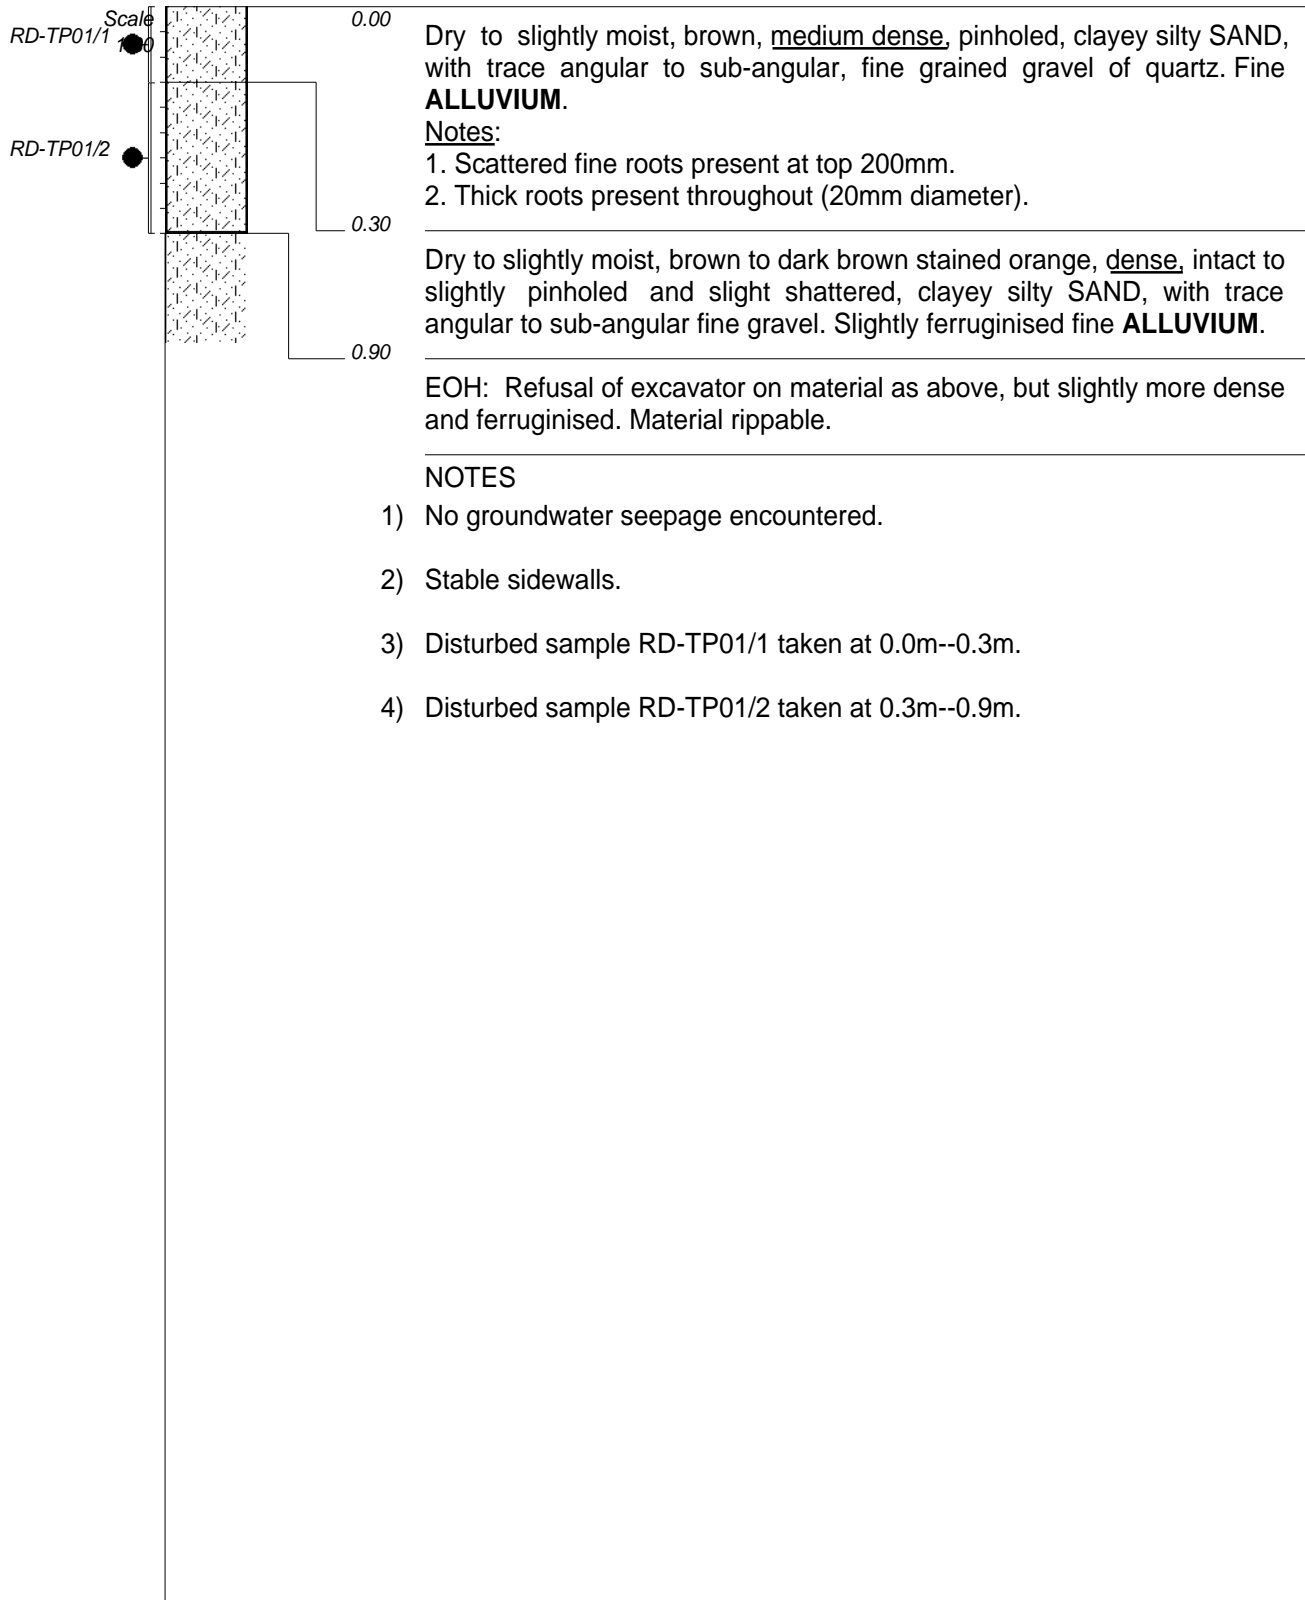 Scale
RD-TP01/1
0.00
Dry to slightly moist, brown, medium dense, pinholed, clayey silty SAND,
with trace angular to sub-angular, fine grained gravel of quartz. Fine
ALLUVIUM.
Notes:
RD-TP01/2
1. Scattered fine roots present at top 200mm.
2. Thick roots present throughout (20mm diameter).
0.30
Dry to slightly moist, brown to dark brown stained orange, dense, intact to
slightly pinholed and slight shattered, clayey silty SAND, with trace
angular to sub-angular fine gravel. Slightly ferruginised fine ALLUVIUM.
0.90
EOH: Refusal of excavator on material as above, but slightly more dense
and ferruginised. Material rippable.
NOTES
1) No groundwater seepage encountered.
2) Stable sidewalls.
3) Disturbed sample RD-TP01/1 taken at 0.0m--0.3m.
4) Disturbed sample RD-TP01/2 taken at 0.3m--0.9m.